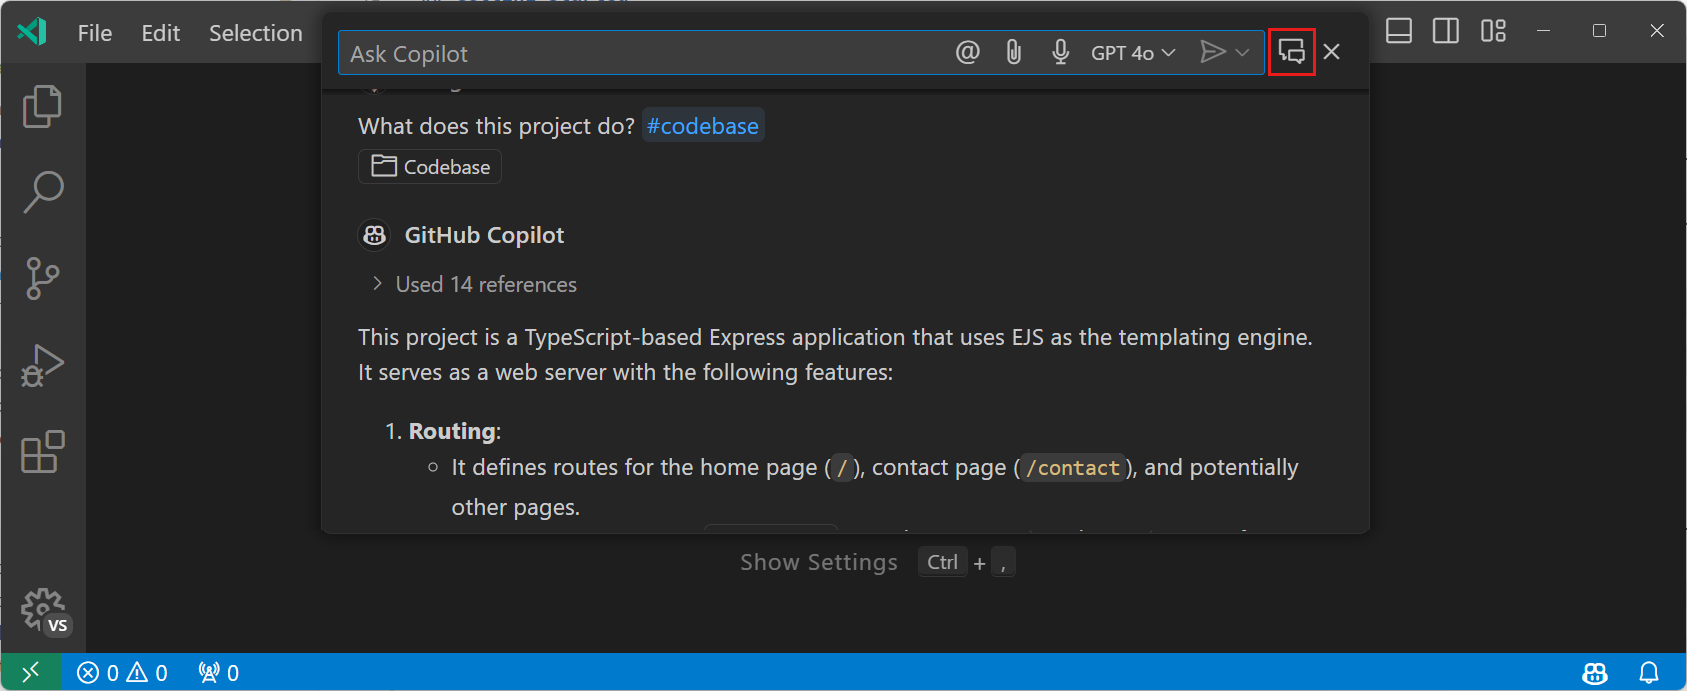 File Edit Selection
Ask Copilot @ GPT 4o
What does this project do? #codebase
Codebase
GitHub Copilot
Used 14 references
This project is a TypeScript-based Express application that uses EJS as the templating engine.
It serves as a web server with the following features:
1. Routing:
It defines routes for the home page (/), contact page (/contact), and potentially
other pages.
Show Settings Ctrl + ,
VS
0 0 0